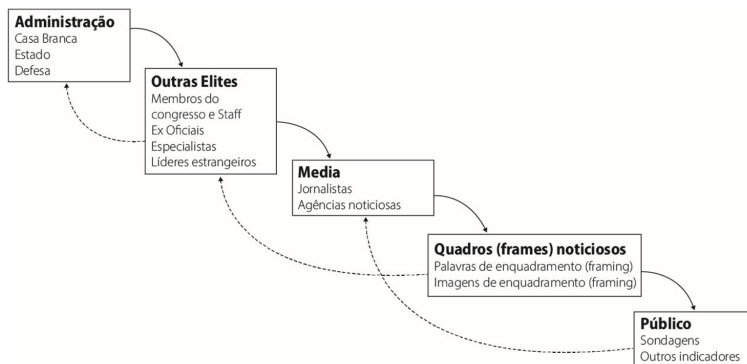 Administração
Casa Branca
Estado
Defesa
Outras Elites
Membros do
congresso e Staff
Ex Oficiais
Especialistas
Líderes estrangeiros
Media
Jornalistas
Agências noticiosas
Quadros (frames) noticiosos
Palavras de enquadramento (framing)
Imagens de enquadramento (framing)
Público
Sondagens
Outros indicadores